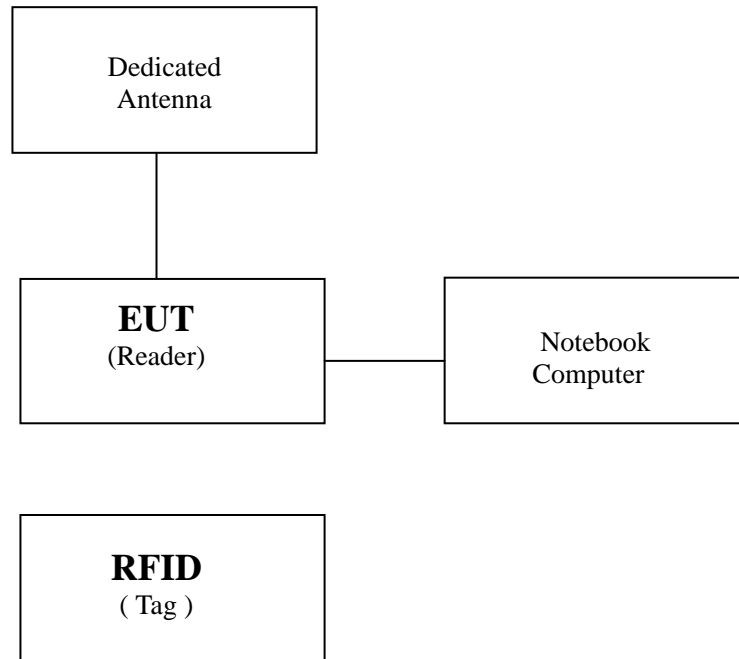 Dedicated
Antenna
EUT
(Reader)
Notebook
Computer
RFID
( Tag )